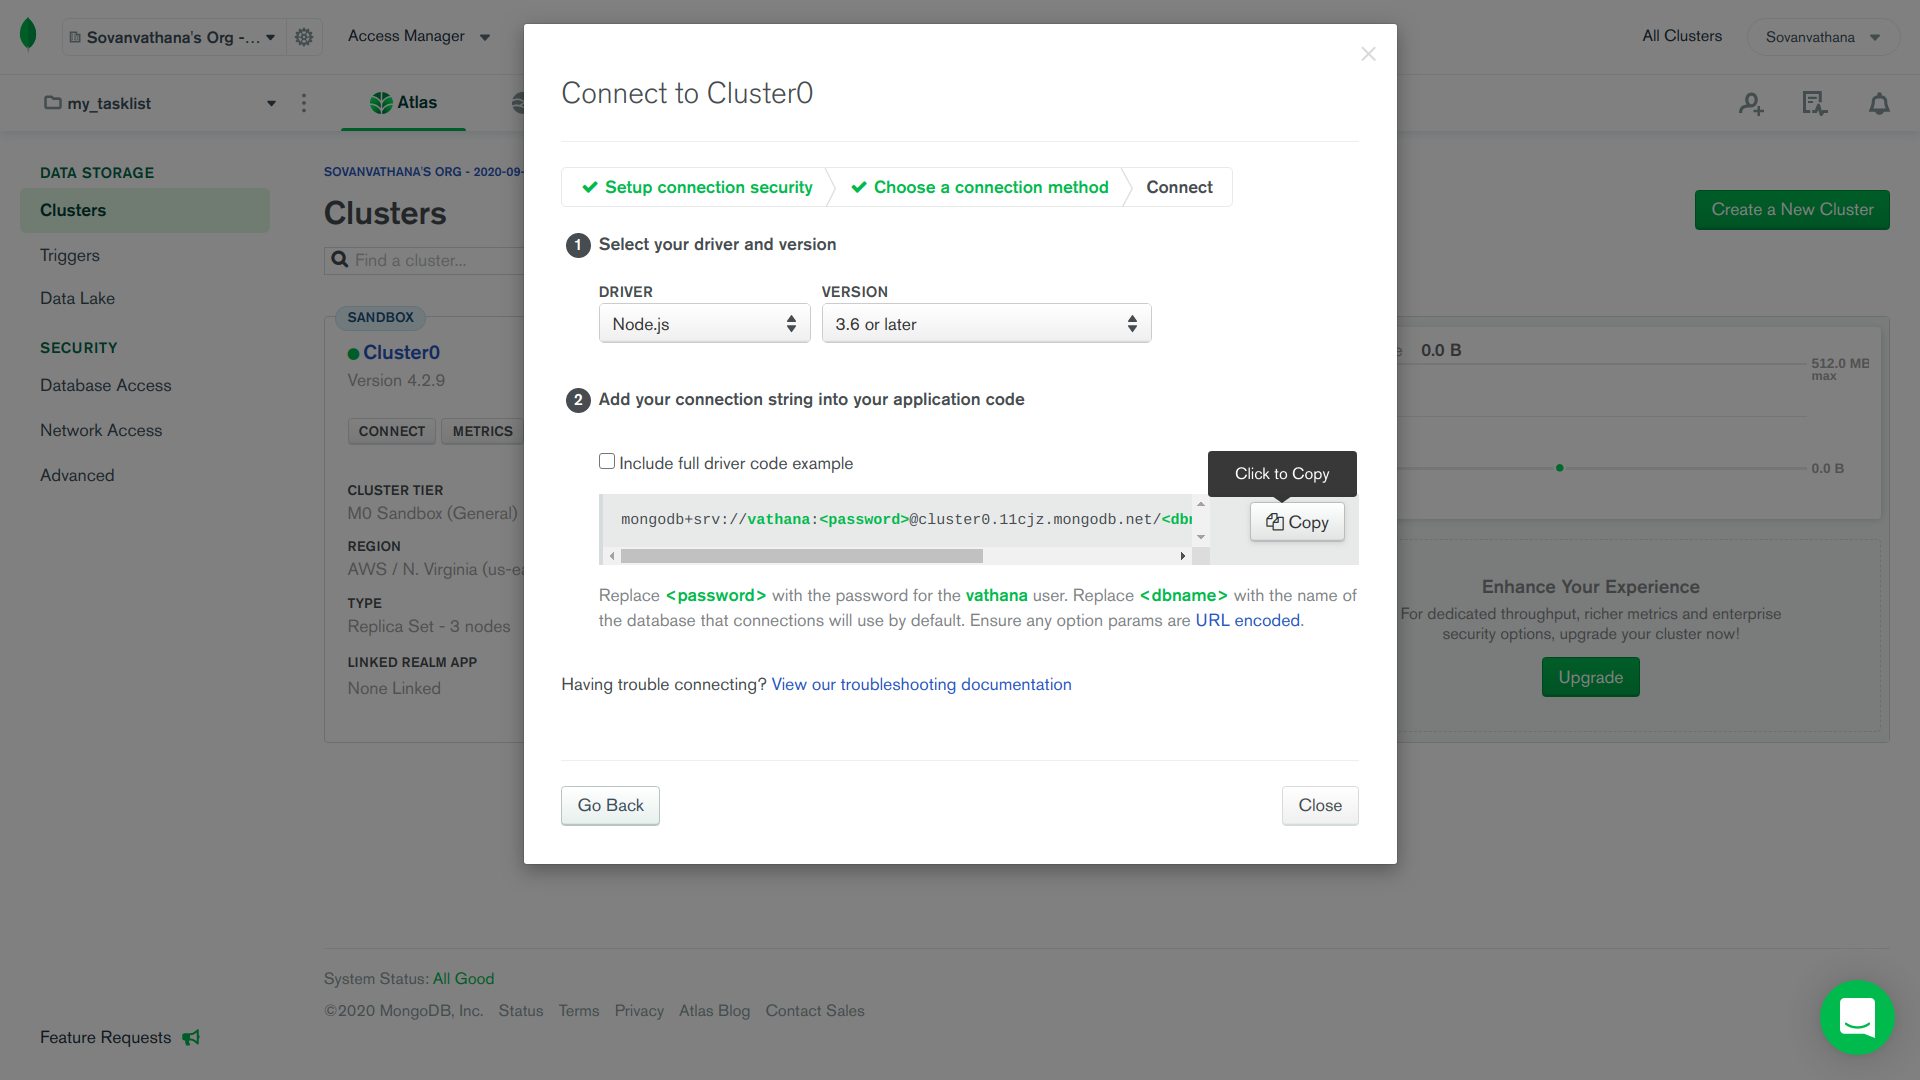 Sovanvathana's Org -...
Access Manager
All Clusters
Sovanvathana
my_tasklist
Atlas
DATA STORAGE
Clusters
Triggers
Data Lake
SECURITY
Database Access
Network Access
Advanced
Feature Requests
SOVANVATHANA'S ORG - 2020-09-
Clusters
Create a New Cluster
Find a cluster...
SANDBOX
Cluster0
Version 4.2.9
CONNECT METRICS
CLUSTER TIER
M0 Sandbox (General)
REGION
AWS / N. Virginia (us-ea
TYPE
Replica Set - 3 nodes
LINKED REALM APP
None Linked
Connect to Cluster0
Setup connection security
Choose a connection method
Connect
1 Select your driver and version
DRIVER VERSION
Node.js 3.6 or later
2 Add your connection string into your application code
Include full driver code example
Click to Copy
mongodb+srv://vathana:<password>@cluster0.11cjz.mongodb.net/<dbn
Copy
Replace <password> with the password for the vathana user. Replace <dbname> with the name of
the database that connections will use by default. Ensure any option params are URL encoded.
Having trouble connecting? View our troubleshooting documentation
Go Back
Close
0.0 B
512.0 MB
max
0.0 B
Enhance Your Experience
For dedicated throughput, richer metrics and enterprise
security options, upgrade your cluster now!
Upgrade
System Status: All Good
©2020 MongoDB, Inc. Status Terms Privacy Atlas Blog Contact Sales